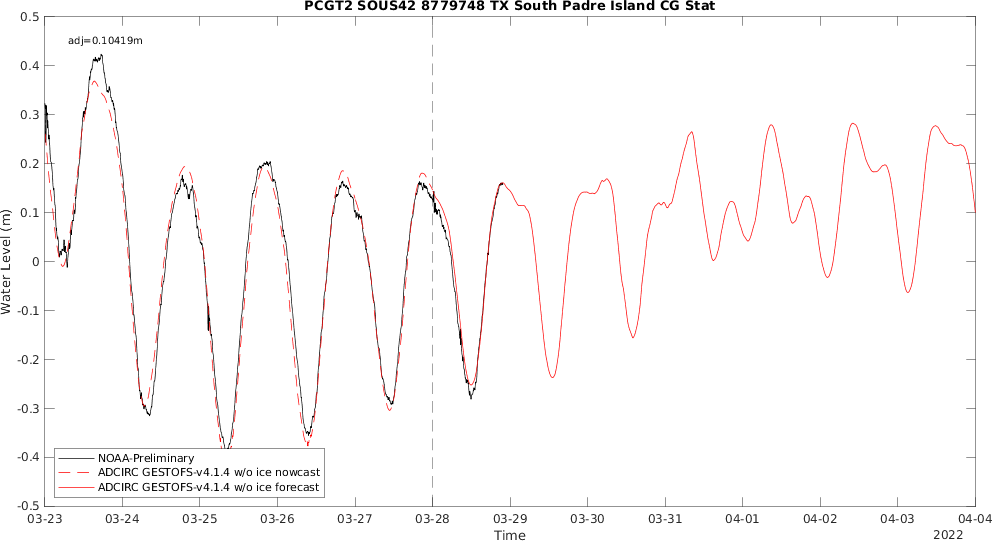 PCGT2 SOUS42 8779748 TX South Padre Island CG Stat
adj=0.10419m
0.5
0.4
0.3
0.2
0.1
0
-0.1
-0.2
-0.3
-0.4
-0.5
Water Level (m)
NOAA-Preliminary
ADCIRC GESTOFS-v4.1.4 w/o ice nowcast
ADCIRC GESTOFS-v4.1.4 w/o ice forecast
03-23 03-24 03-25 03-26 03-27 03-28 03-29 03-30 03-31 04-01 04-02 04-03 04-04
Time
2022